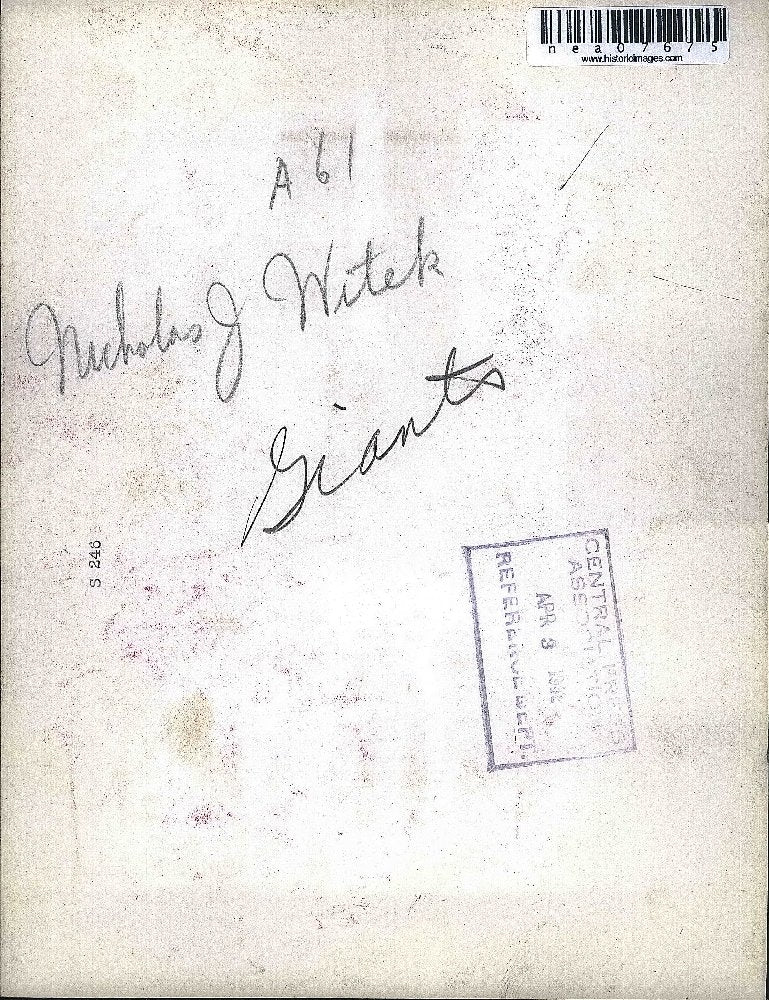 nea07675
www.historicimages.com
A 61
Nicholas J Witek
Giants
S 246
CENTRAL PRESS
ASSOCIATION
APR 8
REFERENCE DEPT.